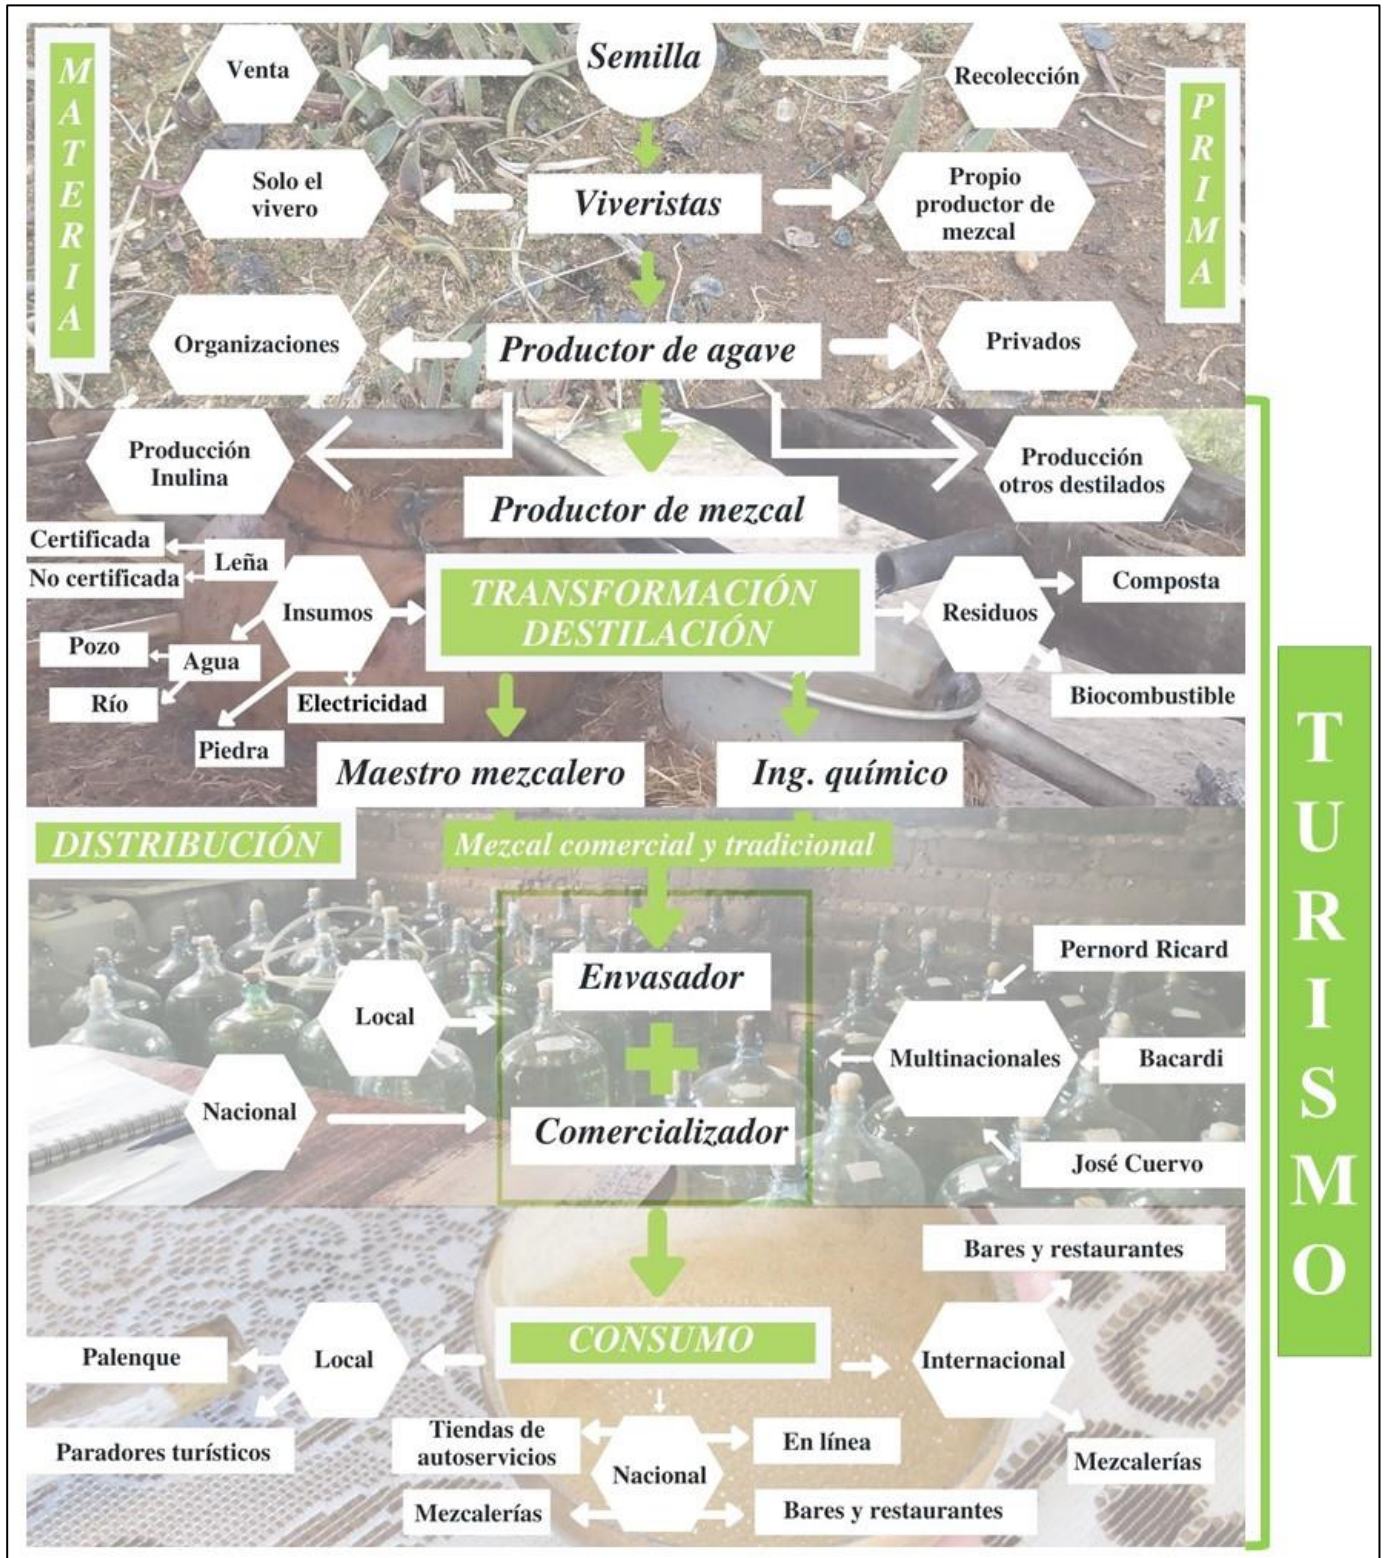 MATERIA
PRIMA
Semilla
Venta
Recolección
Viveristas
Solo el
vivero
Propio
productor de
mezcal
Productor de agave
Organizaciones
Privados
Producción
Inulina
Producción
otros destilados
Productor de mezcal
Certificada
No certificada
Leña
Insumos
TRANSFORMACIÓN
DESTILACIÓN
Residuos
Composta
Pozo
Agua
Río
Piedra
Electricidad
Biocombustible
Maestro mezcalero
Ing. químico
DISTRIBUCIÓN
Mezcal comercial y tradicional
Envasador
Local
Nacional
Comercializador
Pernord Ricard
Multinacionales
Bacardi
José Cuervo
CONSUMO
Bares y restaurantes
Palenque
Local
Internacional
Paradores turísticos
Tiendas de
autoservicios
Nacional
En línea
Mezcalerías
Mezcalerías
Bares y restaurantes
TURISMO